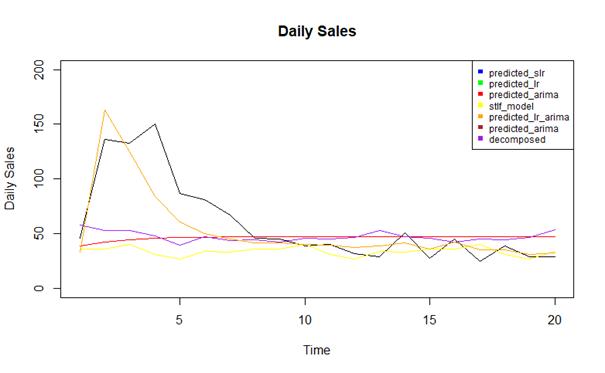 Daily Sales
predicted_slr
predicted_lr
predicted_arima
stlf_model
predicted_lr_arima
predicted_arima
decomposed
Daily Sales
200
150
100
50
0
5
10
15
20
Time